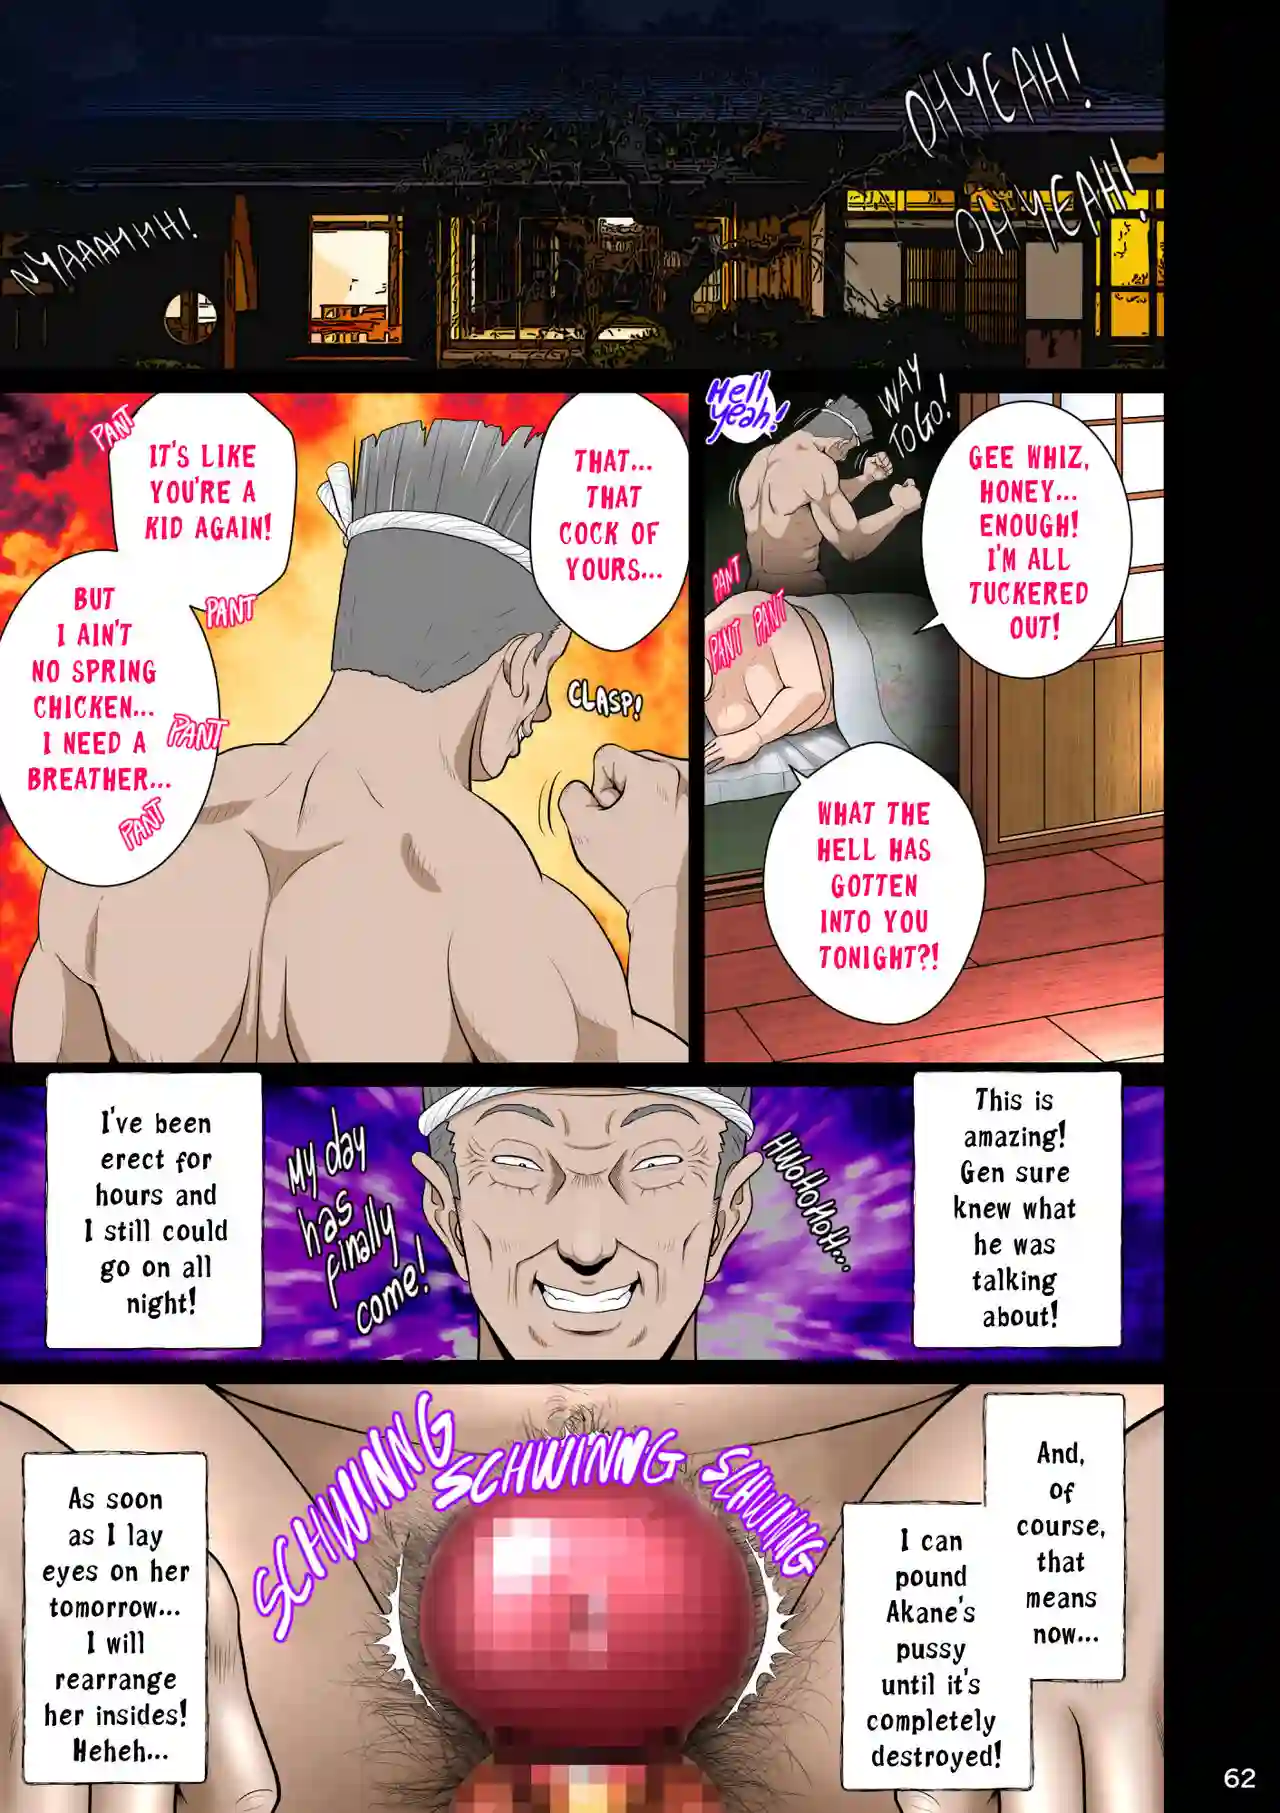 OH YEAH!
OH YEAH!
NYAAAAHHH!
Hell
yeah!
WAY
TO GO!
GEE WHIZ,
HONEY...
ENOUGH!
I'M ALL
TUCKERED
OUT!
PANT
PANT
PANT
WHAT THE
HELL HAS
GOTTEN
INTO YOU
TONIGHT?!
THAT...
THAT
COCK OF
YOURS...
CLASP!
PANT
IT'S LIKE
YOU'RE A
KID AGAIN!
PANT
BUT
I AIN'T
NO SPRING
CHICKEN...
I NEED A
BREATHER...
PANT
PANT
This is
amazing!
Gen sure
knew what
he was
talking
about!
HWOHOHOHOH...
My day
has
finally
come!
I've been
erect for
hours and
I still could
go on all
night!
And,
of
course,
that
means
now...
I can
pound
Akane's
pussy
until it's
completely
destroyed!
SCHWINNG
SCHWINNG
SCHWINNG
As soon
as I lay
eyes on her
tomorrow...
I will
rearrange
her insides!
Heheh...
62